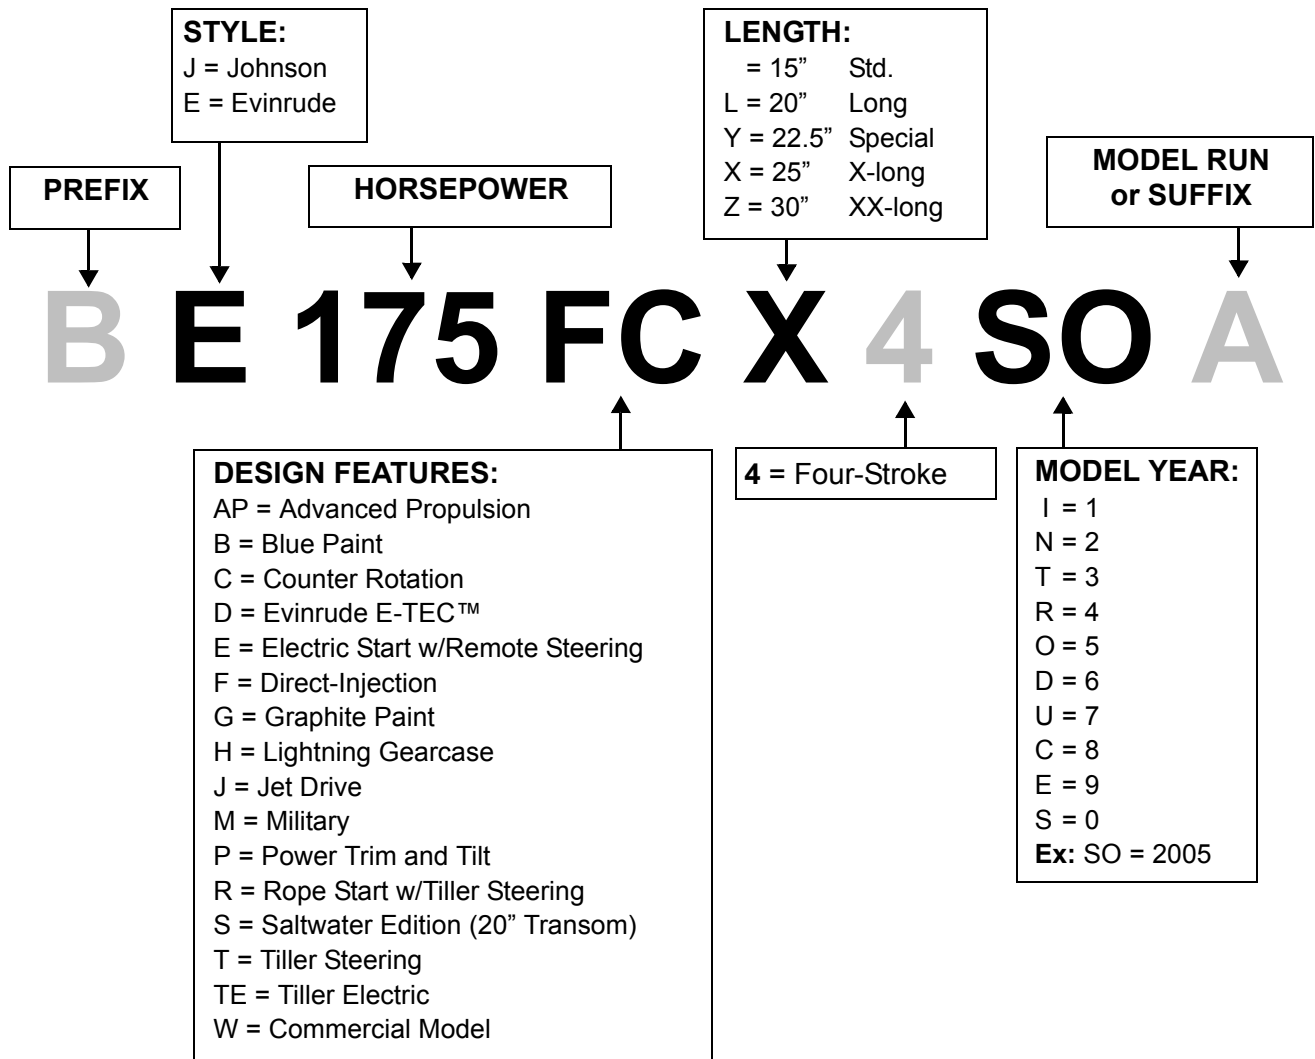 STYLE:
J = Johnson
E = Evinrude
LENGTH:
= 15” Std.
L = 20” Long
Y = 22.5” Special
X = 25” X-long
Z = 30” XX-long
PREFIX
HORSEPOWER
MODEL RUN
or SUFFIX
B E 175 FC X 4 SO A
DESIGN FEATURES:
AP = Advanced Propulsion
B = Blue Paint
C = Counter Rotation
D = Evinrude E-TEC™
E = Electric Start w/Remote Steering
F = Direct-Injection
G = Graphite Paint
H = Lightning Gearcase
J = Jet Drive
M = Military
P = Power Trim and Tilt
R = Rope Start w/Tiller Steering
S = Saltwater Edition (20” Transom)
T = Tiller Steering
TE = Tiller Electric
W = Commercial Model
4 = Four-Stroke
MODEL YEAR:
I = 1
N = 2
T = 3
R = 4
O = 5
D = 6
U = 7
C = 8
E = 9
S = 0
Ex: SO = 2005